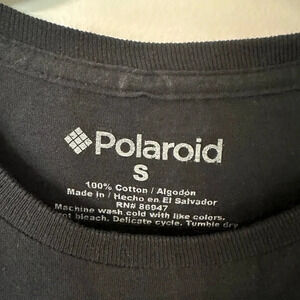 Polaroid
S
100% Cotton / Algodón
Made in / Hecho en El Salvador
RN# 86947
Machine wash cold with like colors.
bleach. Delicate cycle. Tumble dry